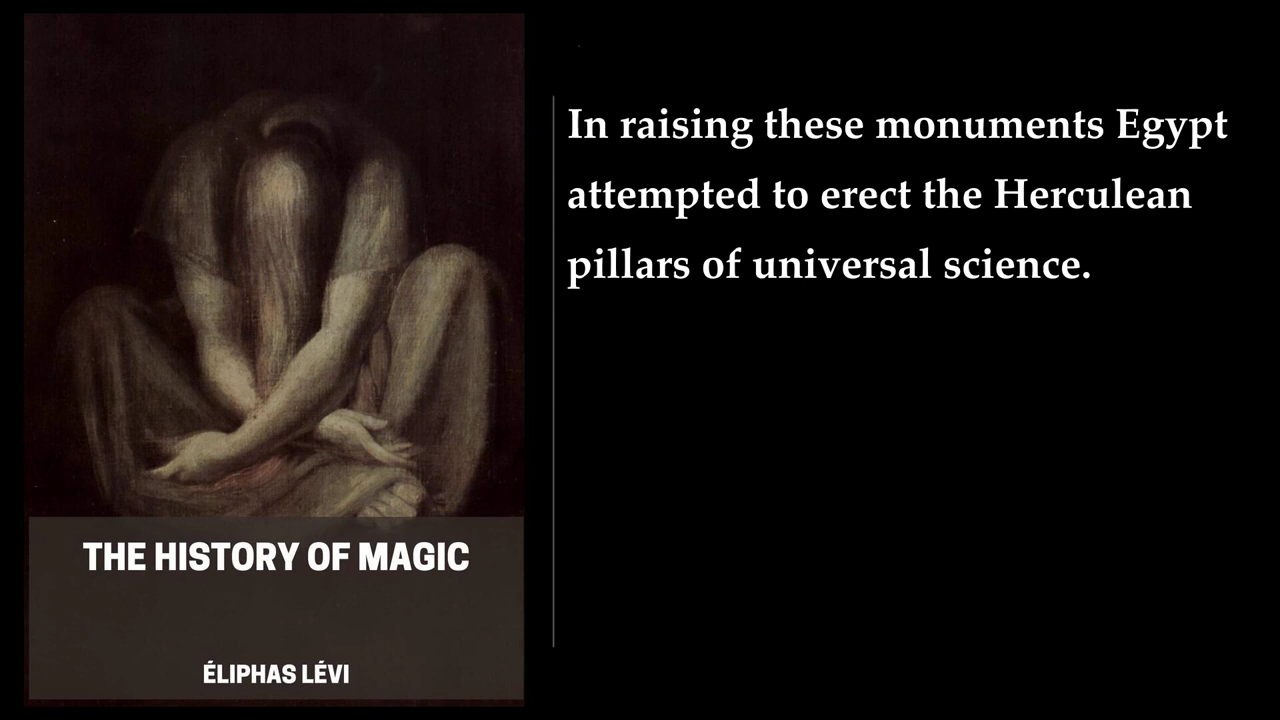 In raising these monuments Egypt
attempted to erect the Herculean
pillars of universal science.
THE HISTORY OF MAGIC
ÉLIPHAS LÉVI